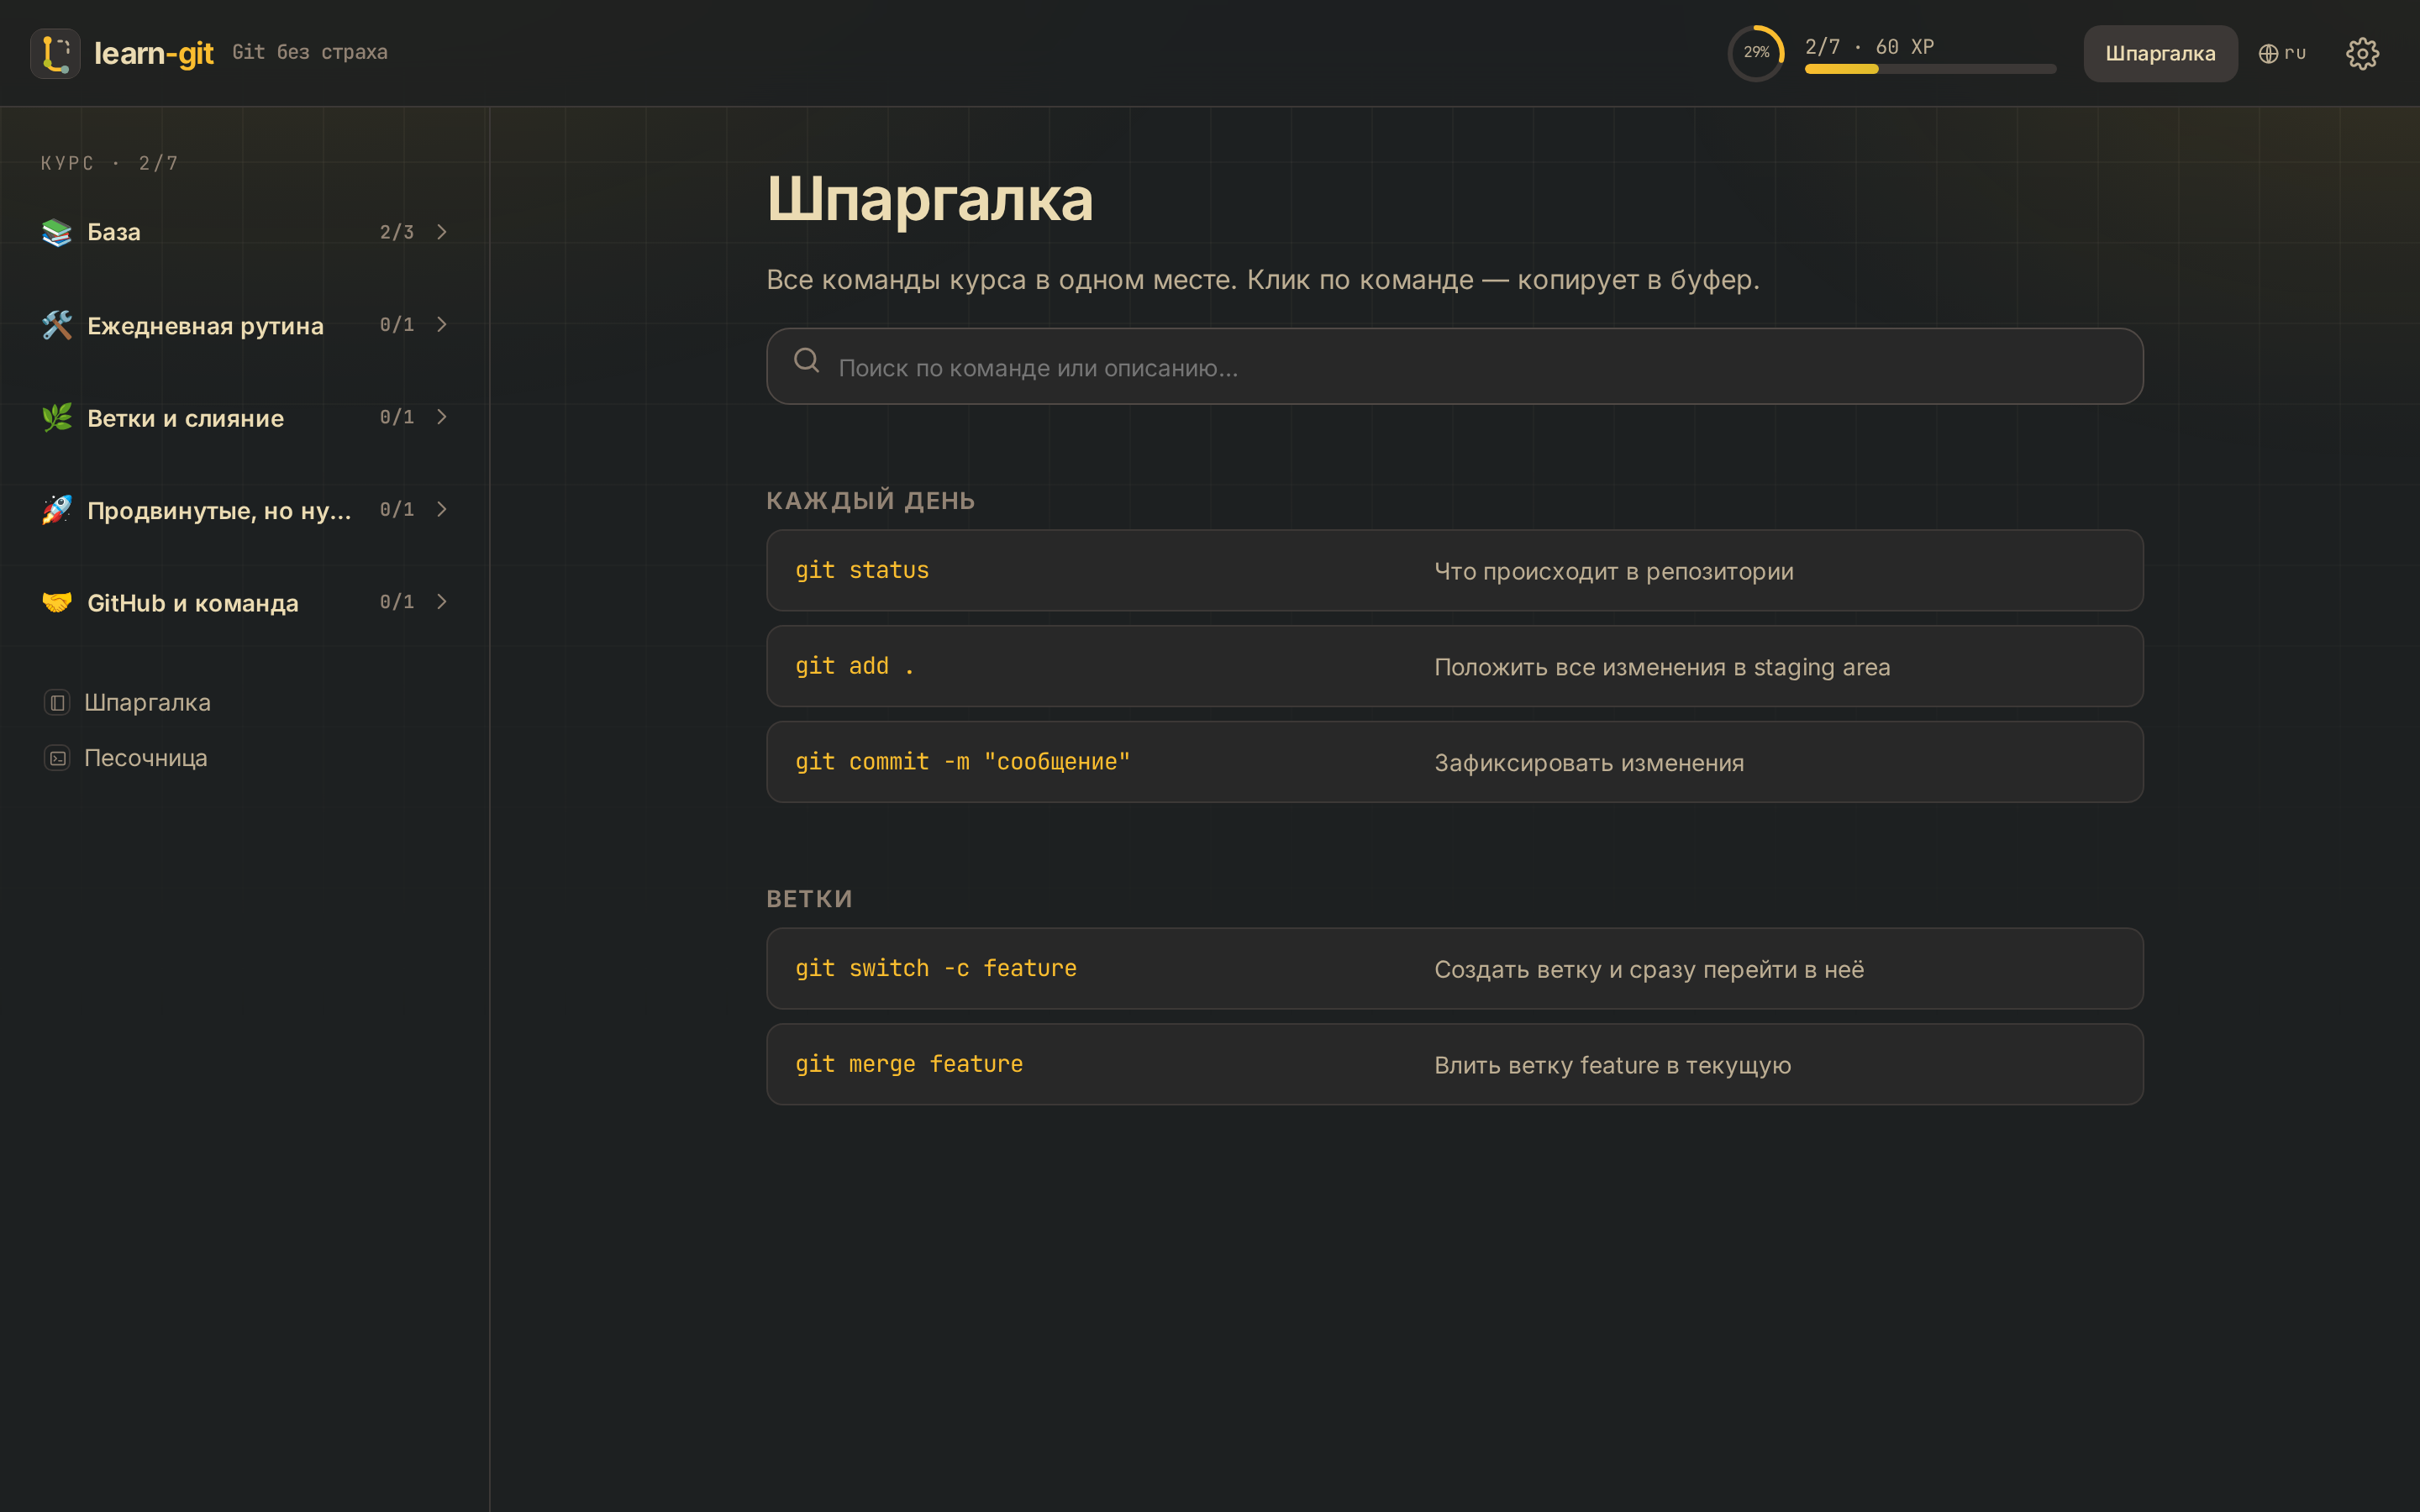 learn-git Git без страха
29% 2/7 · 60 XP Шпаргалка ru
КУРС · 2/7
База 2/3
Ежедневная рутина 0/1
Ветки и слияние 0/1
Продвинутые, но ну... 0/1
GitHub и команда 0/1
Шпаргалка
Песочница
Шпаргалка
Все команды курса в одном месте. Клик по команде — копирует в буфер.
Поиск по команде или описанию...
КАЖДЫЙ ДЕНЬ
git status Что происходит в репозитории
git add . Положить все изменения в staging area
git commit -m "сообщение" Зафиксировать изменения
ВЕТКИ
git switch -c feature Создать ветку и сразу перейти в неё
git merge feature Влить ветку feature в текущую